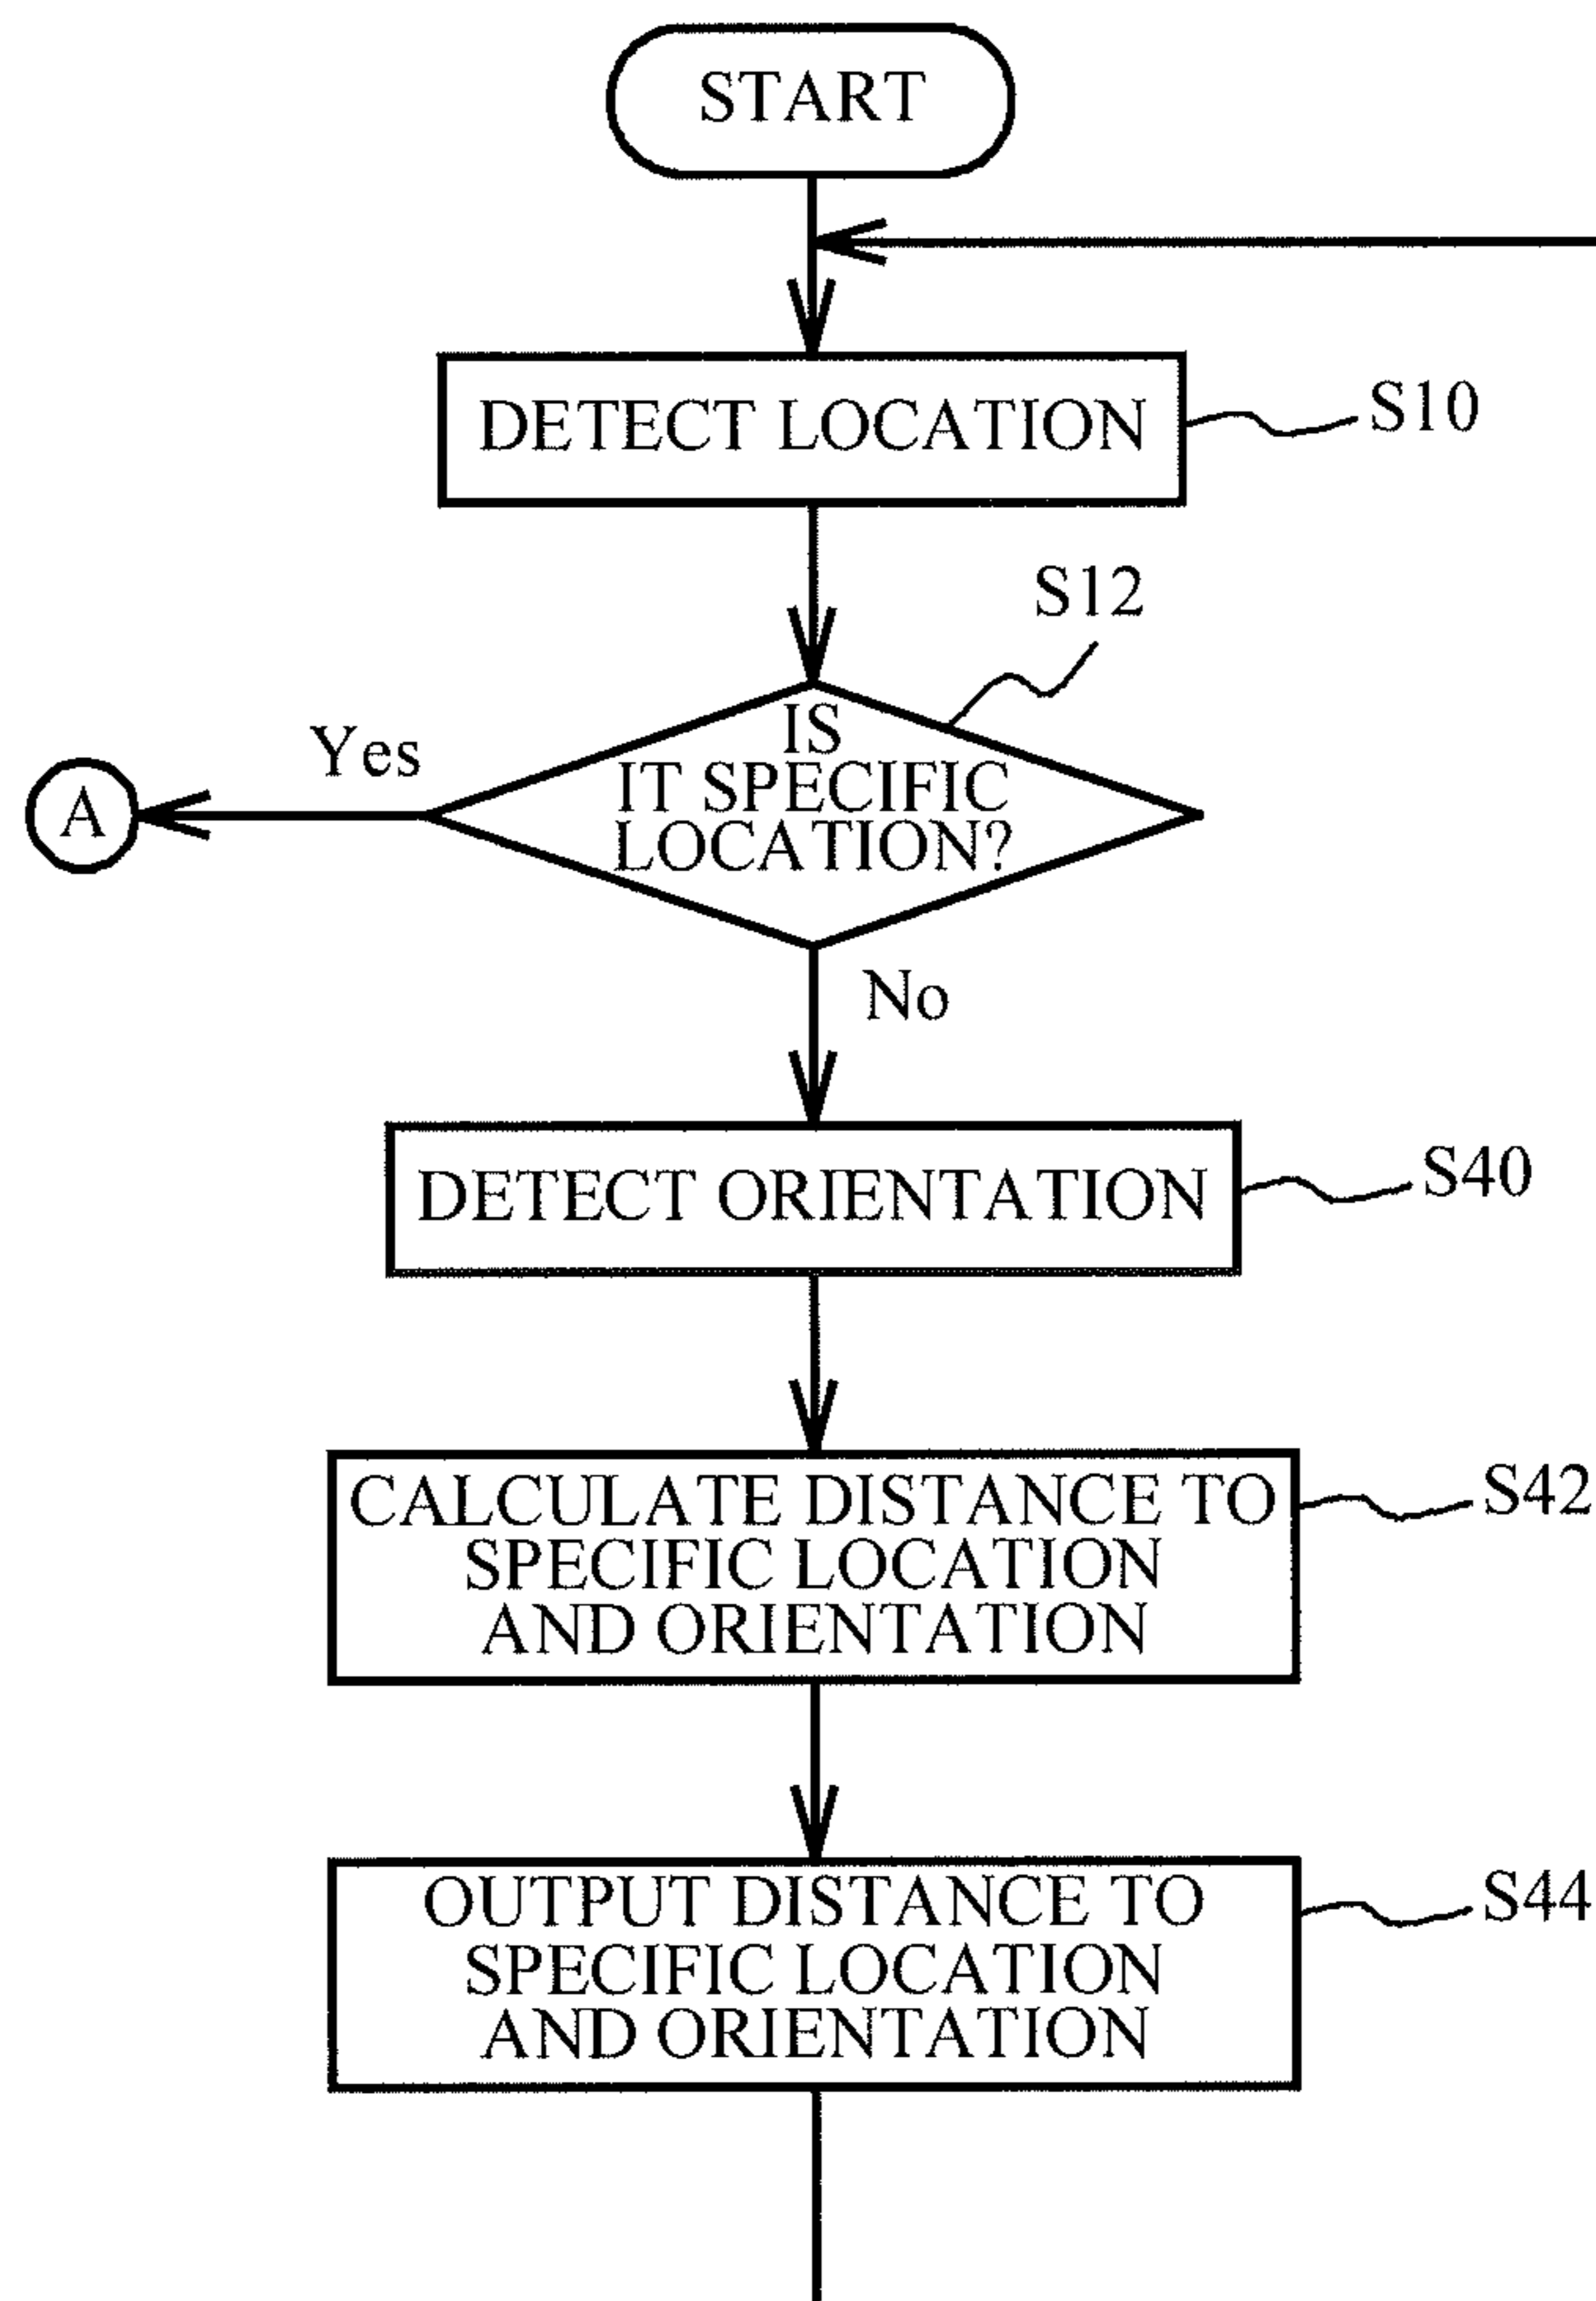 START
DETECT LOCATION
S10
S12
IS
IT SPECIFIC
LOCATION?
Yes
A
No
DETECT ORIENTATION
S40
CALCULATE DISTANCE TO
SPECIFIC LOCATION
AND ORIENTATION
S42
OUTPUT DISTANCE TO
SPECIFIC LOCATION
AND ORIENTATION
S44